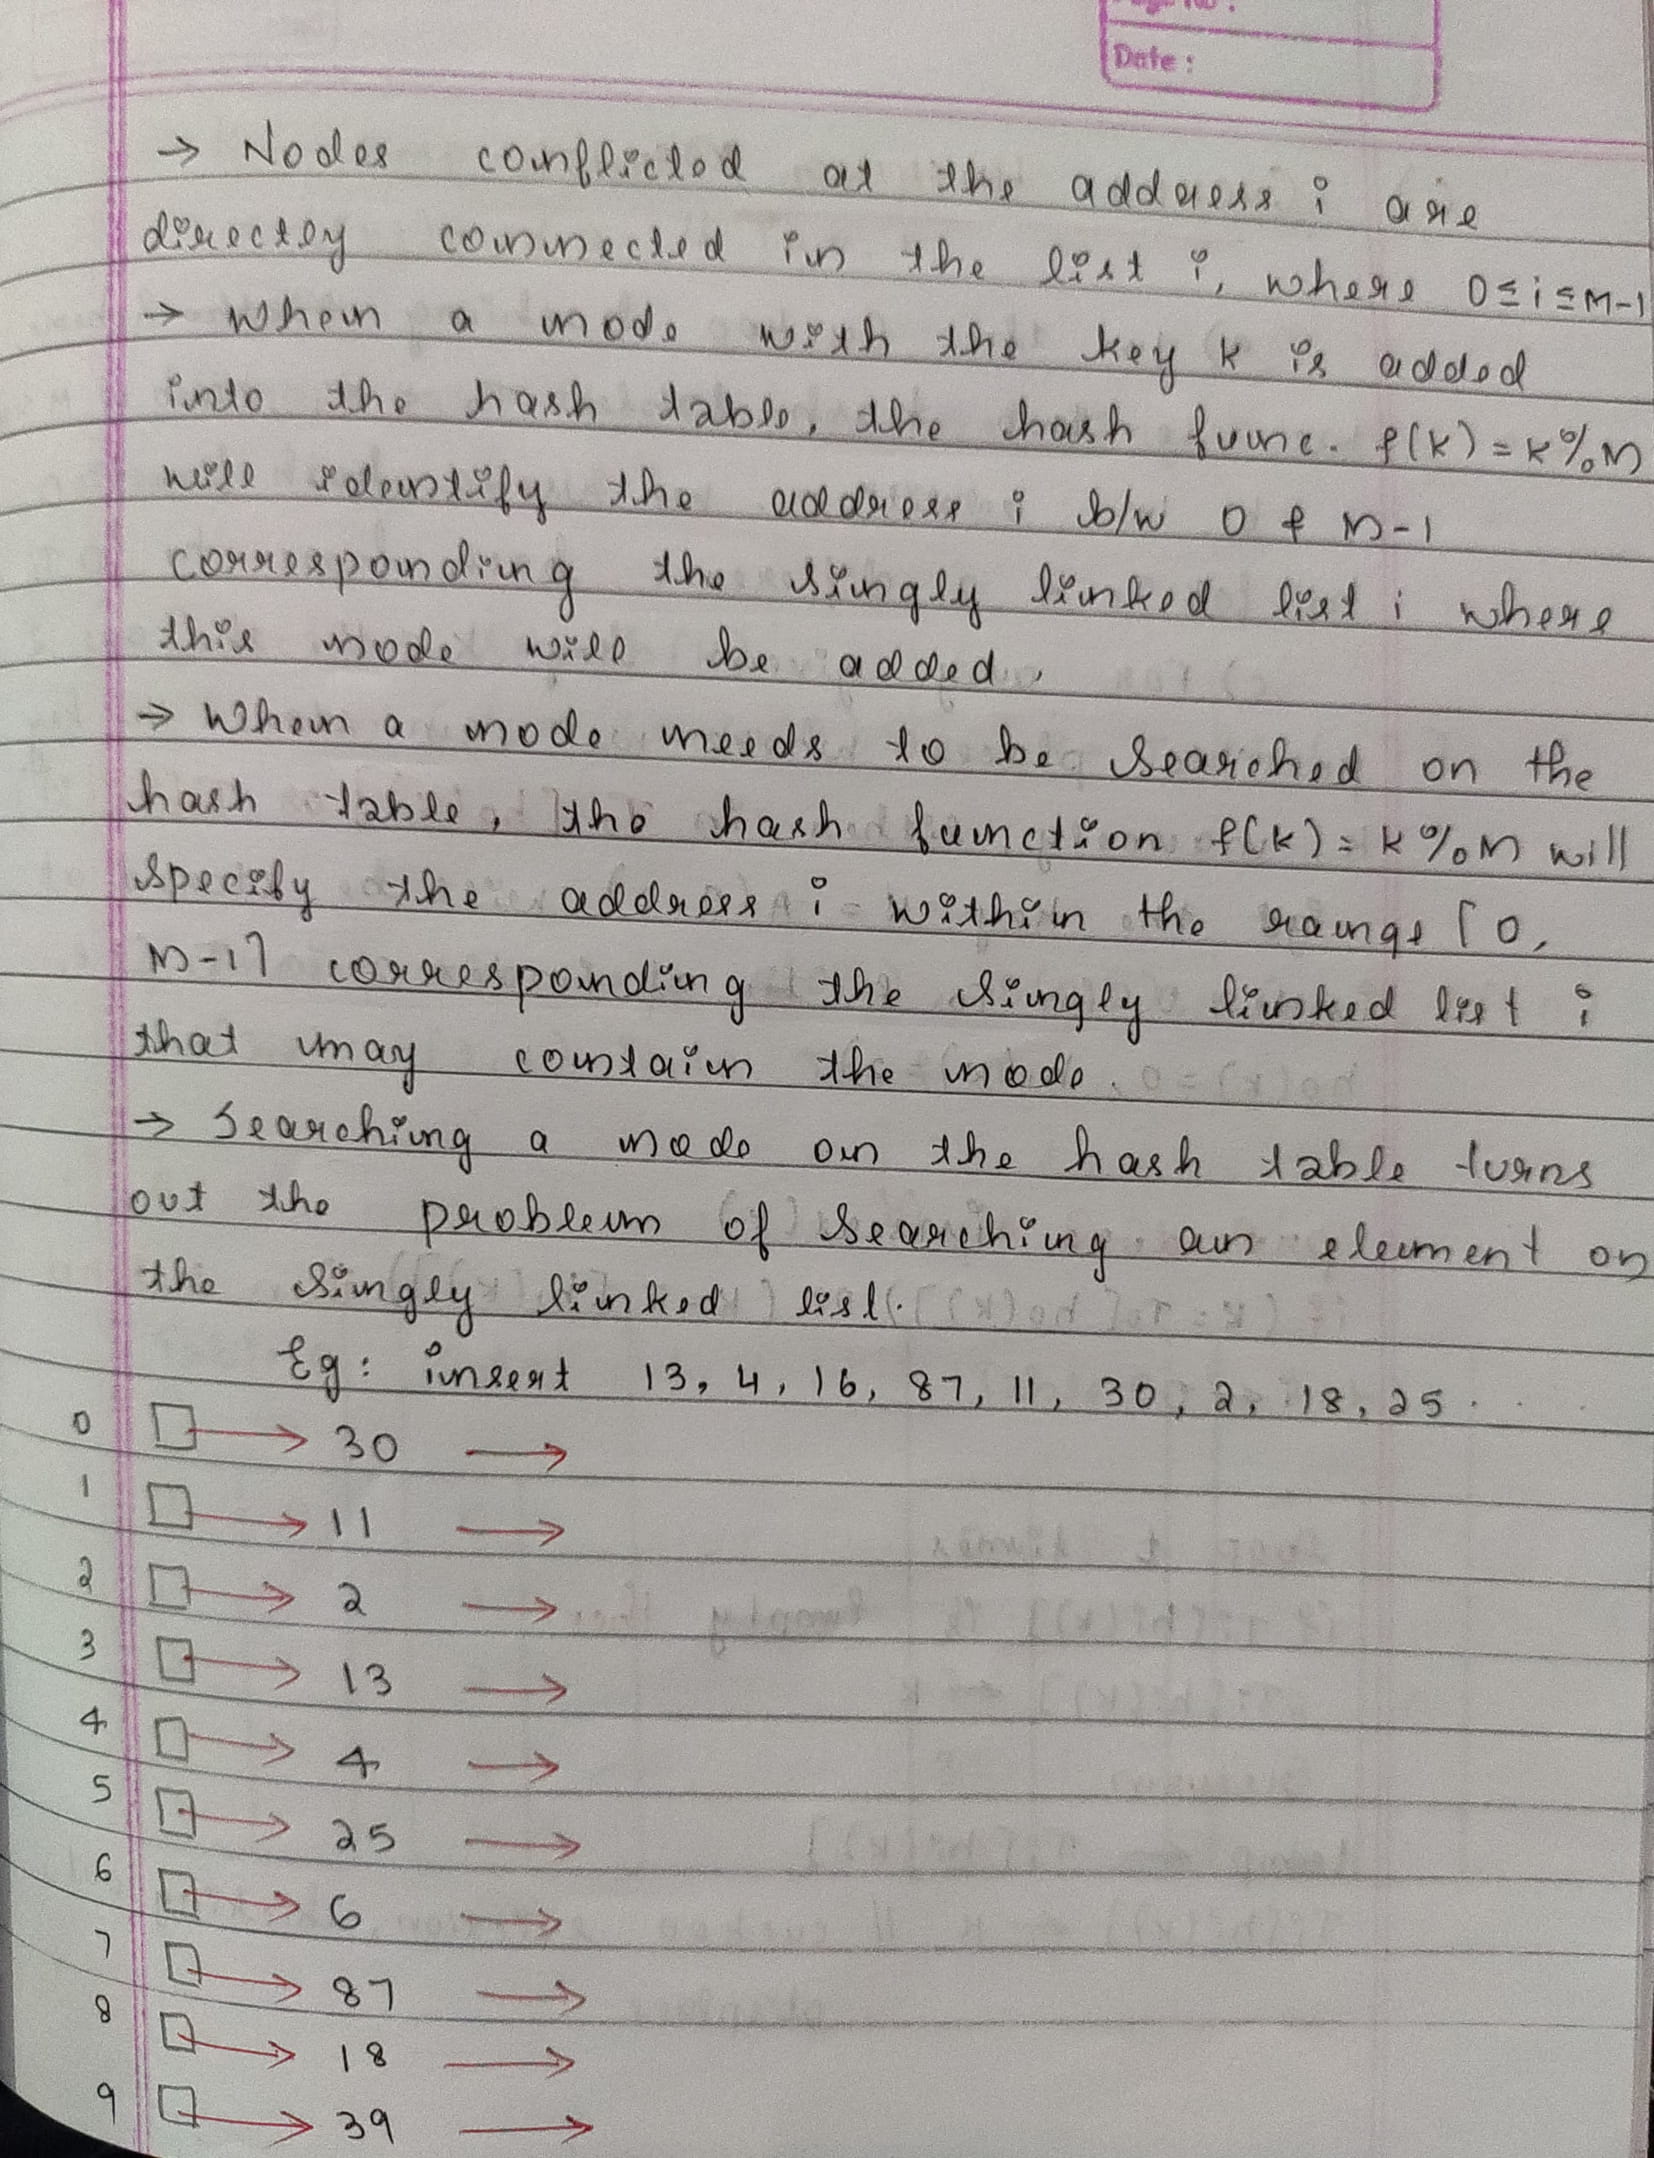 Date :
→ Nodes conflicted at the address i are
directly connected in the list i, where 0 ≤ i ≤ M-1
→ When a node with the key K is added
into the hash table, the hash func. f(K) = K % M
will identify the address i b/w 0 & M-1
corresponding the singly linked list i where
this node will be added.
→ When a node needs to be searched on the
hash table, the hash function f(K) = K % M will
specify the address i within the range [0,
M-1] corresponding the singly linked list i
that may contain the node.
→ Searching a node on the hash table turns
out the problem of searching an element on
the singly linked list.
Eg: insert 13, 4, 16, 87, 11, 30, 2, 18, 25 . . .
0 → 30 →
1 → 11 →
2 → 2 →
3 → 13 →
4 → 4 →
5 → 25 →
6 → 6 →
7 → 87 →
8 → 18 →
9 → 39 →